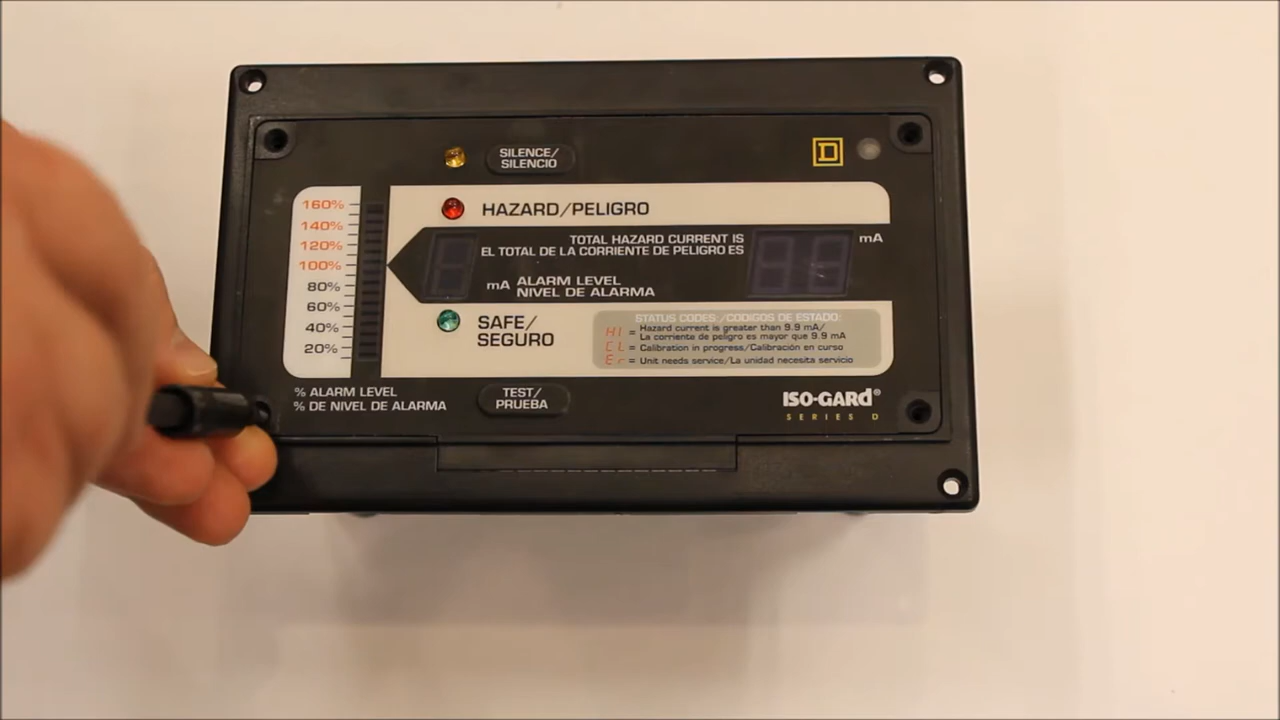 SILENCE/
SILENCIO
D
160%
140%
120%
100%
80%
60%
40%
20%
HAZARD/PELIGRO
TOTAL HAZARD CURRENT IS
EL TOTAL DE LA CORRIENTE DE PELIGRO ES
mA
mA
ALARM LEVEL
NIVEL DE ALARMA
SAFE/
SEGURO
STATUS CODES:/CODIGOS DE ESTADO:
HI = Hazard current is greater than 9.9 mA/
La corriente de peligro es mayor que 9.9 mA
CL = Calibration in progress/Calibración en curso
Er = Unit needs service/La unidad necesita servicio
% ALARM LEVEL
% DE NIVEL DE ALARMA
TEST/
PRUEBA
ISO-GARD®
SERIES D